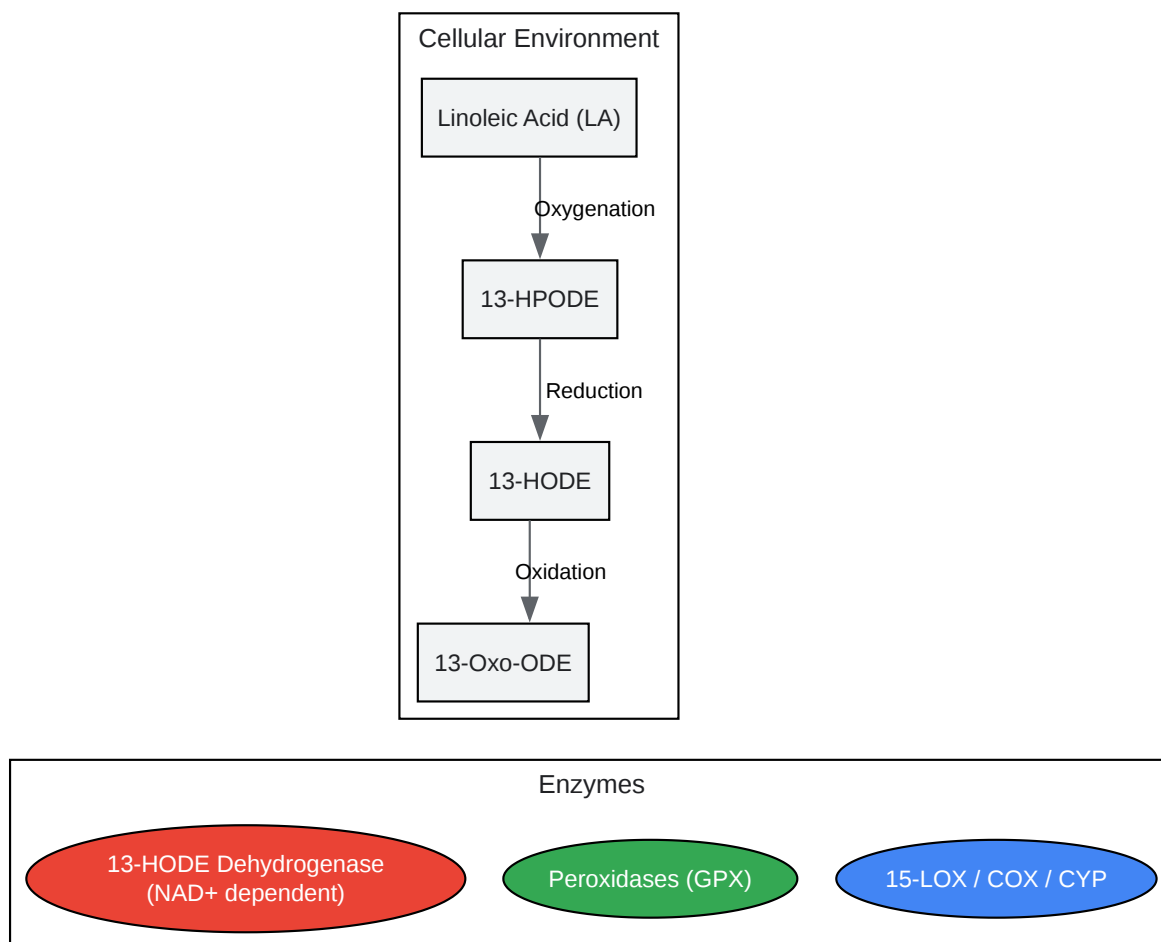 Cellular Environment
Linoleic Acid (LA)
Oxygenation
13-HPODE
Reduction
13-HODE
Oxidation
13-Oxo-ODE
Enzymes
13-HODE Dehydrogenase
(NAD+ dependent)
Peroxidases (GPX)
15-LOX / COX / CYP